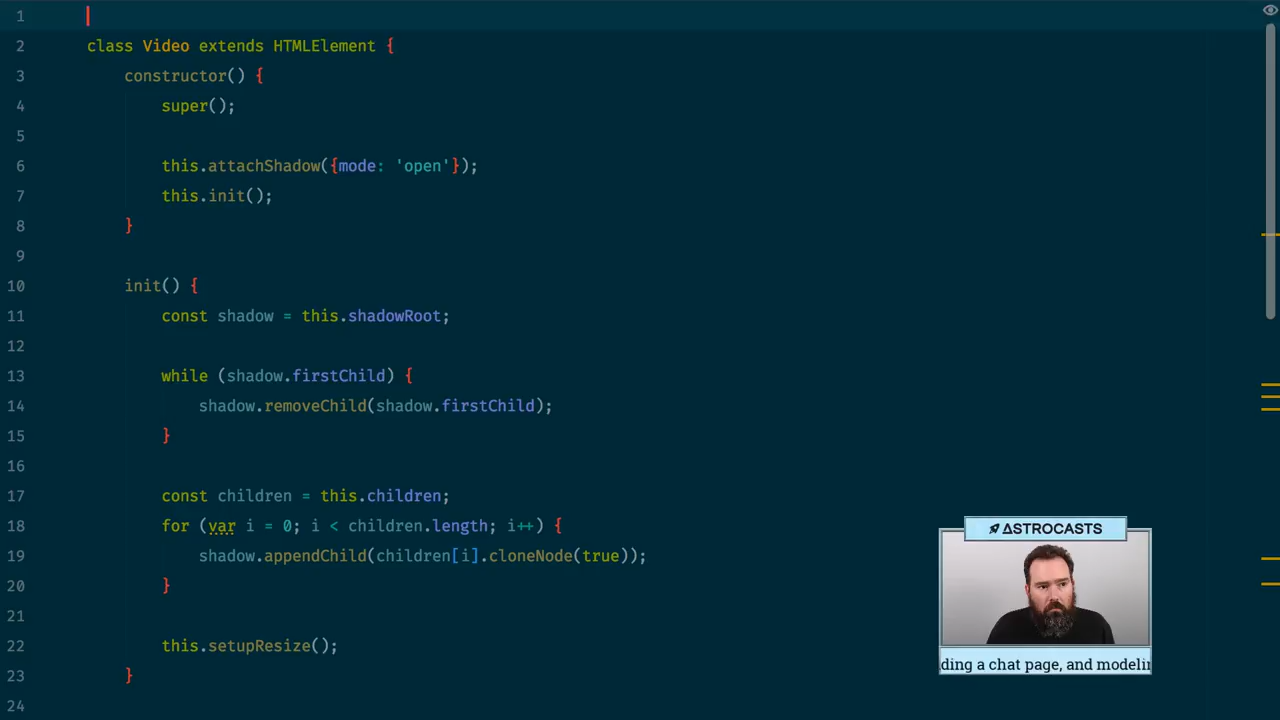 1
2 class Video extends HTMLElement {
3 constructor() {
4 super();
5
6 this.attachShadow({mode: 'open'});
7 this.init();
8 }
9
10 init() {
11 const shadow = this.shadowRoot;
12
13 while (shadow.firstChild) {
14 shadow.removeChild(shadow.firstChild);
15 }
16
17 const children = this.children;
18 for (var i = 0; i < children.length; i++) {
19 shadow.appendChild(children[i].cloneNode(true));
20 }
21
22 this.setupResize();
23 }
24
ASTROCASTS
ding a chat page, and modeli